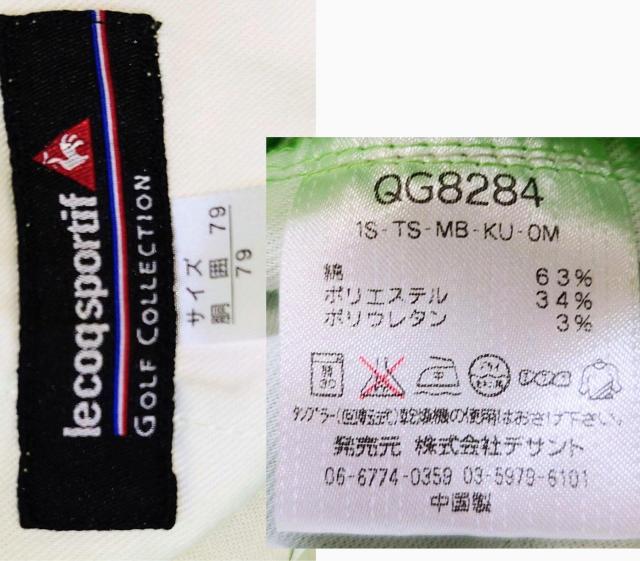 lecoqsportif
GOLF COLLECTION
サイズ
胴囲 79
79
QG8284
1S-TS-MB-KU-0M
綿 63%
ポリエステル 34%
ポリウレタン 3%
30
タンブラー(回転式)乾燥機の使用はおさけ下さい。
発売元 株式会社デサント
06-6774-0359 03-5979-6101
中国製